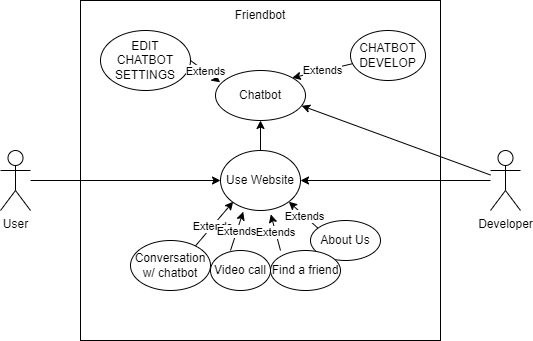 Friendbot
EDIT
CHATBOT
SETTINGS
CHATBOT
DEVELOP
Extends
Extends
Chatbot
Use Website
User
Developer
Extends
Extends
Extends
Extends
About Us
Conversation
w/ chatbot
Video call
Find a friend